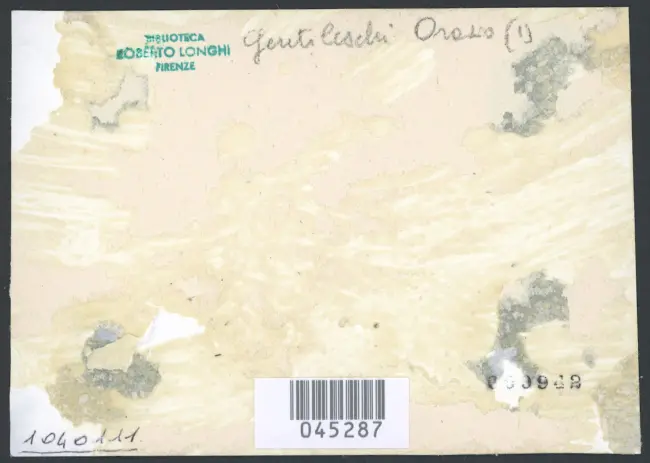 BIBLIOTECA
ROBERTO LONGHI
FIRENZE
Gentileschi Orazio (1)
045287
1040111